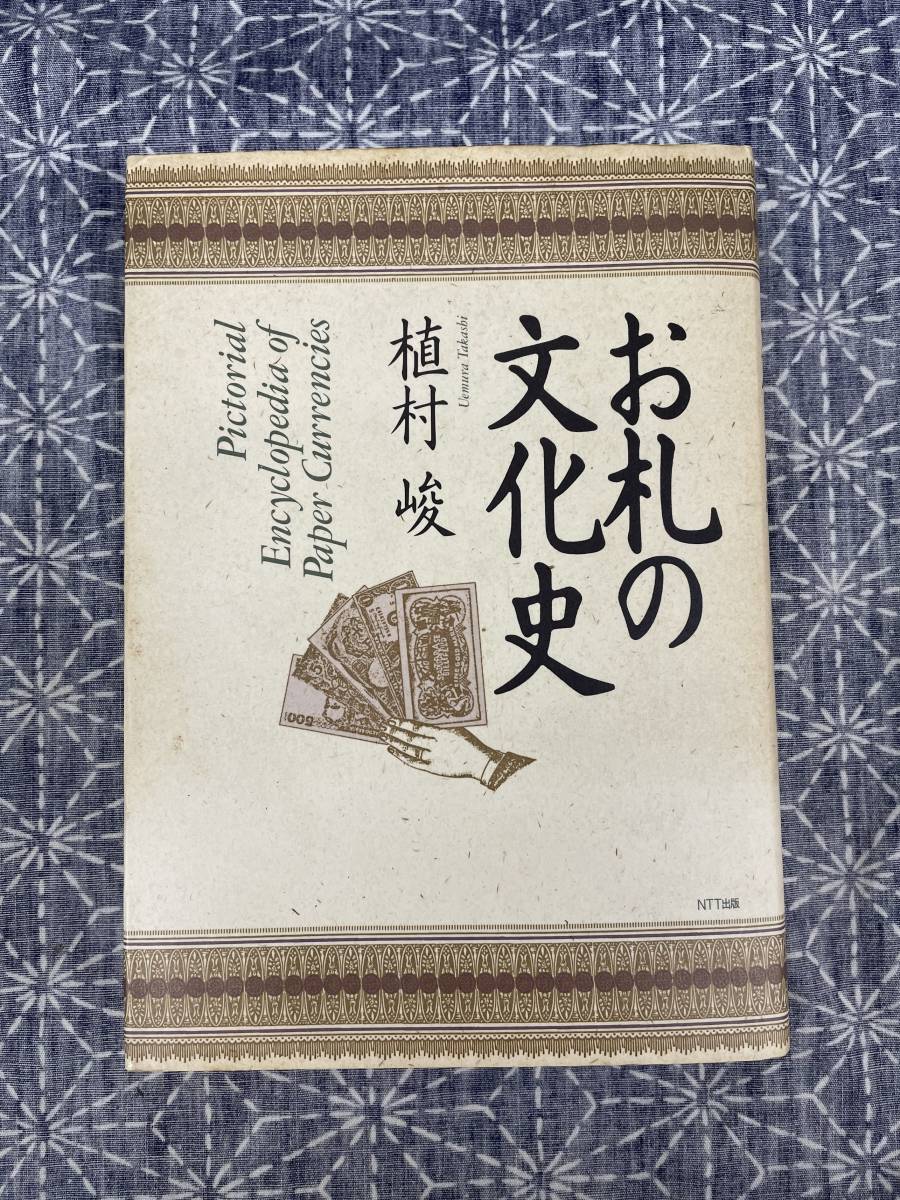 お札の
文化史
Uemura Takashi
植村 峻
Pictorial
Encyclopedia of
Paper Currencies
500
NTT出版